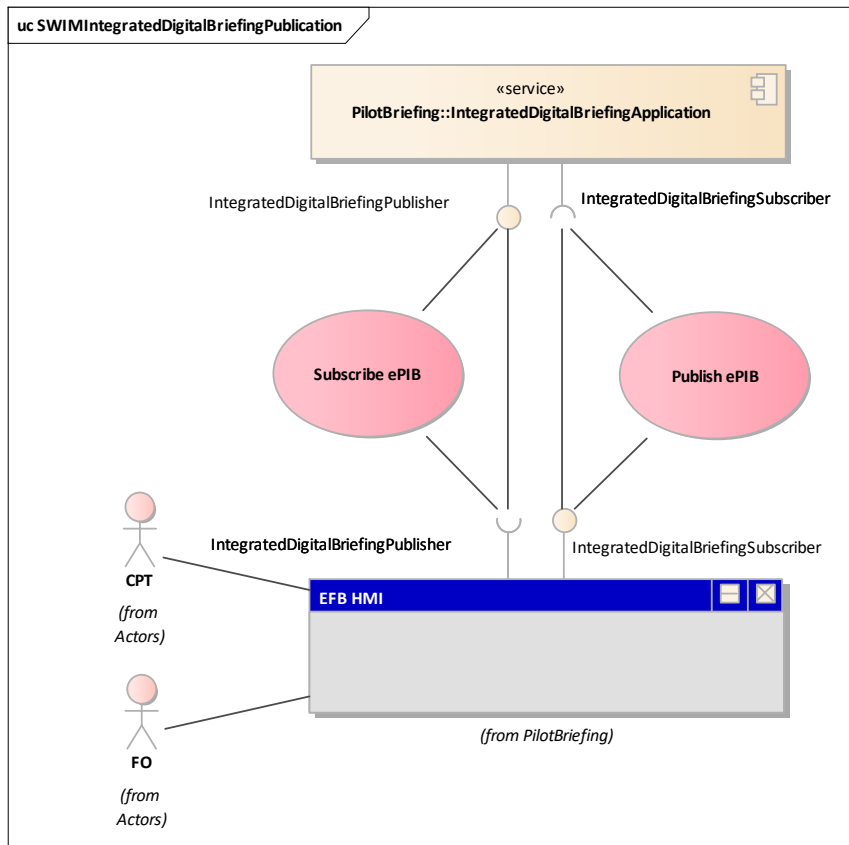 uc SWIMIntegratedDigitalBriefingPublication
«service»
PilotBriefing::IntegratedDigitalBriefingApplication
IntegratedDigitalBriefingPublisher
IntegratedDigitalBriefingSubscriber
Subscribe ePIB
Publish ePIB
IntegratedDigitalBriefingPublisher
IntegratedDigitalBriefingSubscriber
CPT
(from
Actors)
EFB HMI
(from PilotBriefing)
FO
(from
Actors)